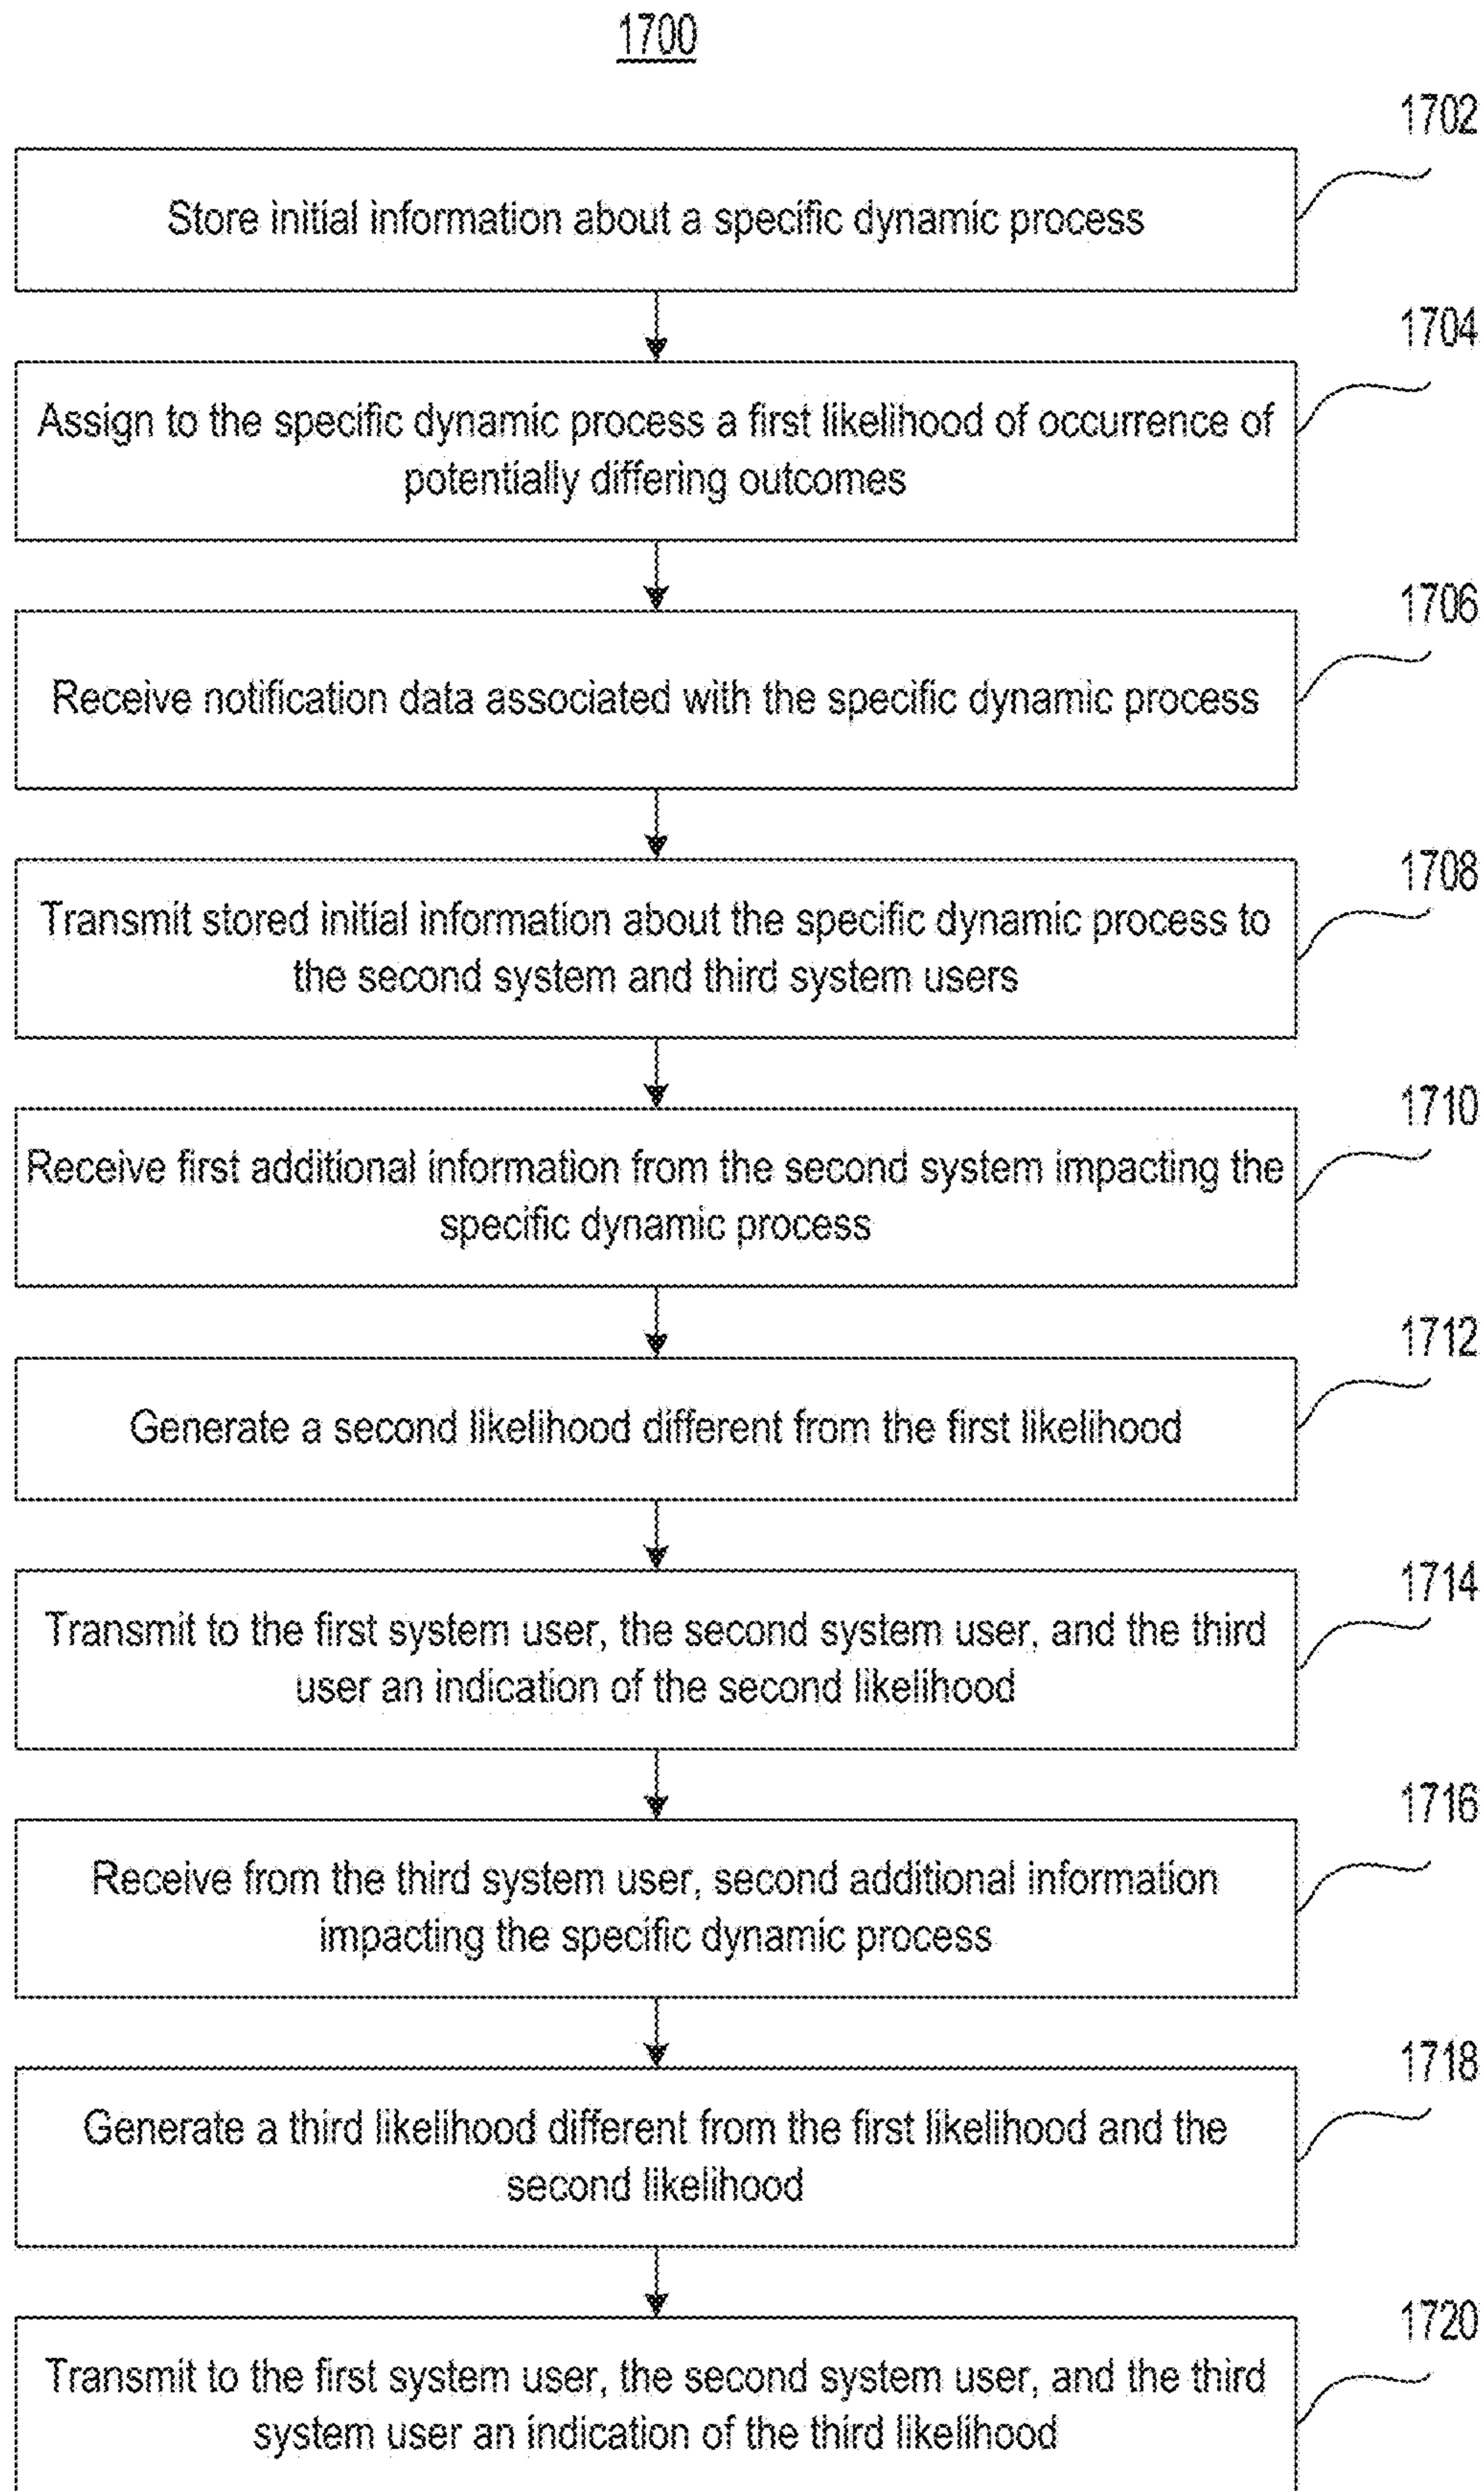 1700
1702
Store initial information about a specific dynamic process
1704
Assign to the specific dynamic process a first likelihood of occurrence of
potentially differing outcomes
1706
Receive notification data associated with the specific dynamic process
1708
Transmit stored initial information about the specific dynamic process to
the second system and third system users
1710
Receive first additional information from the second system impacting the
specific dynamic process
1712
Generate a second likelihood different from the first likelihood
1714
Transmit to the first system user, the second system user, and the third
user an indication of the second likelihood
1716
Receive from the third system user, second additional information
impacting the specific dynamic process
1718
Generate a third likelihood different from the first likelihood and the
second likelihood
1720
Transmit to the first system user, the second system user, and the third
system user an indication of the third likelihood